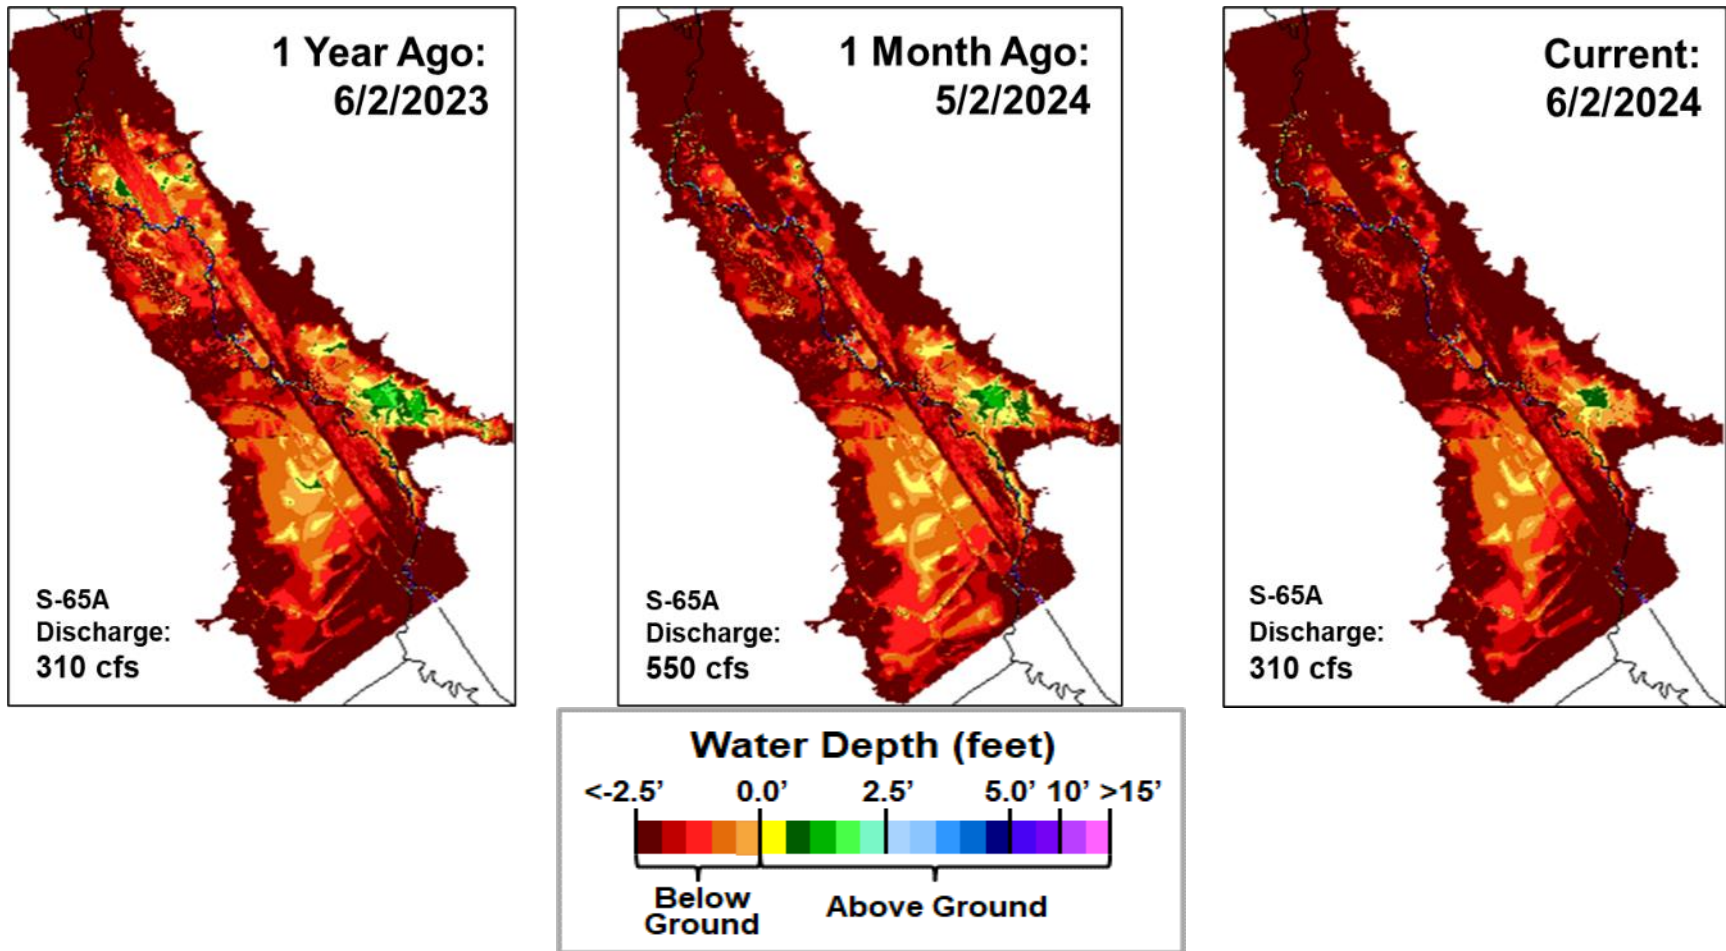 1 Year Ago:
6/2/2023
S-65A
Discharge:
310 cfs
1 Month Ago:
5/2/2024
S-65A
Discharge:
550 cfs
Current:
6/2/2024
S-65A
Discharge:
310 cfs
Water Depth (feet)
<-2.5’ 0.0’ 2.5’ 5.0’ 10’ >15’
Below
Ground
Above Ground